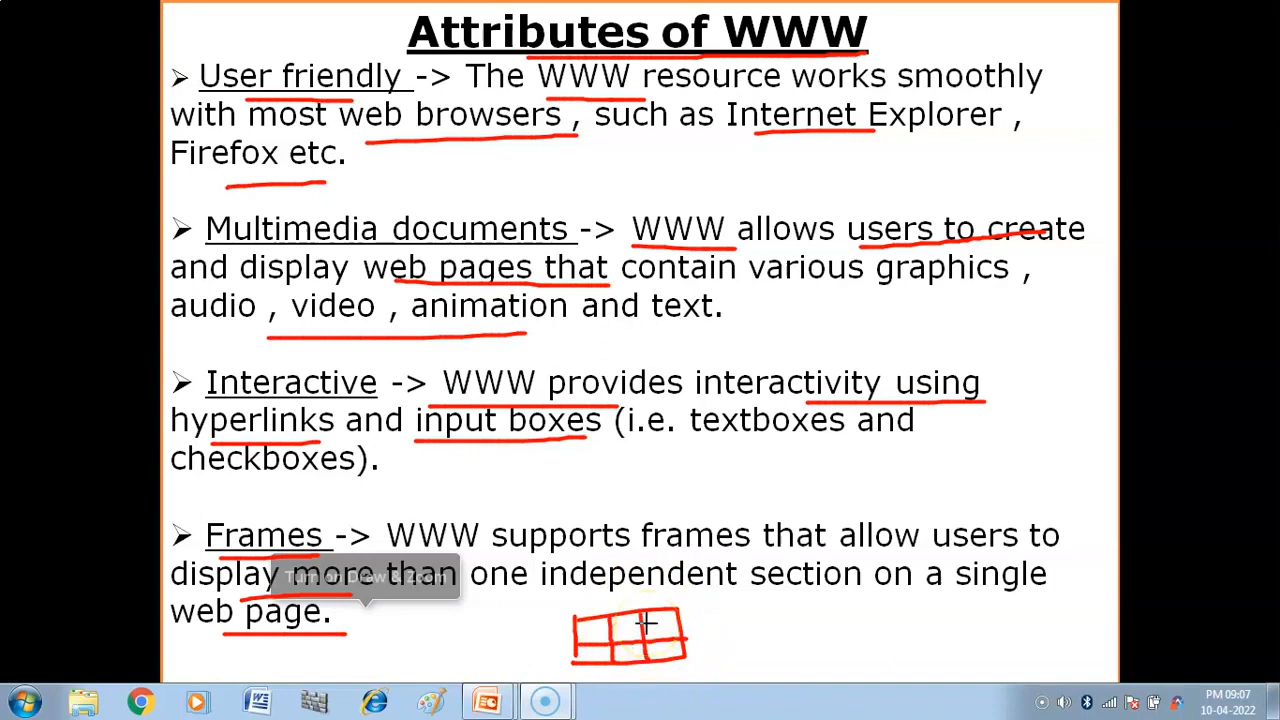 Attributes of WWW
➢ User friendly -> The WWW resource works smoothly
with most web browsers , such as Internet Explorer ,
Firefox etc.
➢ Multimedia documents -> WWW allows users to create
and display web pages that contain various graphics ,
audio , video , animation and text.
➢ Interactive -> WWW provides interactivity using
hyperlinks and input boxes (i.e. textboxes and
checkboxes).
➢ Frames -> WWW supports frames that allow users to
display more than one independent section on a single
Turn on Draw & Zoom
web page.
PM 09:07
10-04-2022